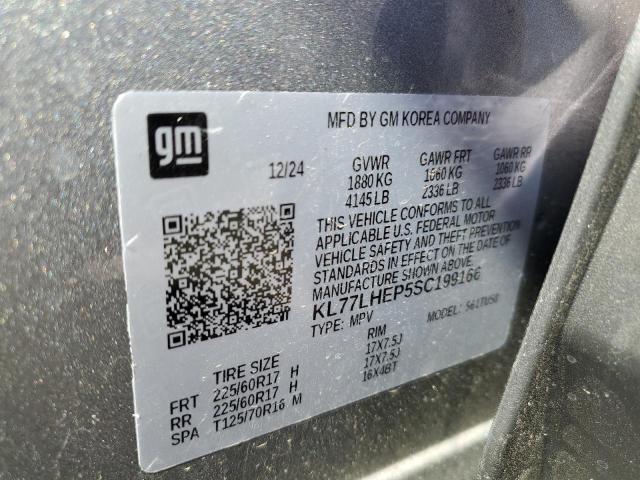 gm
MFD BY GM KOREA COMPANY
12/24
GVWR GAWR FRT GAWR RR
1880 KG 1060 KG 1060 KG
4145 LB 2336 LB 2336 LB
THIS VEHICLE CONFORMS TO ALL
APPLICABLE U.S. FEDERAL MOTOR
VEHICLE SAFETY AND THEFT PREVENTION
STANDARDS IN EFFECT ON THE DATE OF
MANUFACTURE SHOWN ABOVE.
KL77LHEP5SC199166
TYPE: MPV MODEL:
TIRE SIZE RIM
FRT 225/60R17 H 17X7.5J
RR 225/60R17 H 17X7.5J
SPA T125/70R16 M 16X4BT